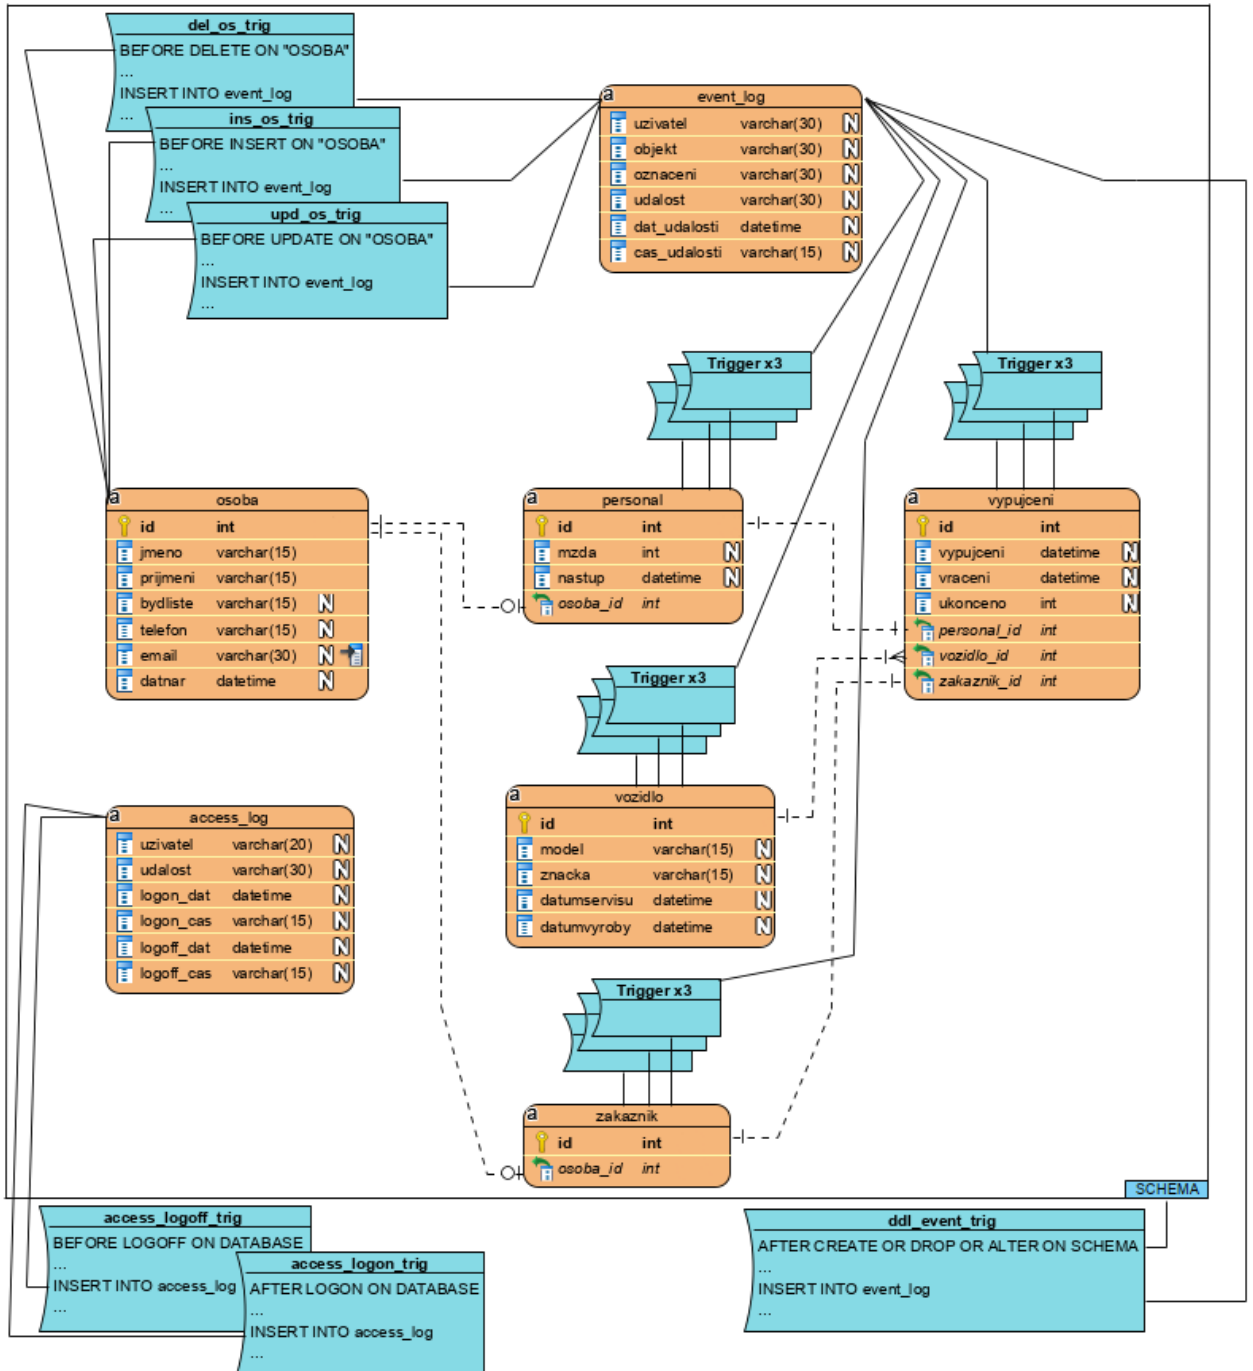 del_os_trig
BEFORE DELETE ON "OSOBA"
...
INSERT INTO event_log
...
ins_os_trig
BEFORE INSERT ON "OSOBA"
...
INSERT INTO event_log
...
upd_os_trig
BEFORE UPDATE ON "OSOBA"
...
INSERT INTO event_log
...
a event_log
uzivatel varchar(30) N
objekt varchar(30) N
oznaceni varchar(30) N
udalost varchar(30) N
dat_udalosti datetime N
cas_udalosti varchar(15) N
Trigger x3
Trigger x3
a osoba
id int
jmeno varchar(15)
prijmeni varchar(15)
bydliste varchar(15) N
telefon varchar(15) N
email varchar(30) N
datnar datetime N
a personal
id int
mzda int N
nastup datetime N
osoba_id int
a vypujceni
id int
vypujceni datetime N
vraceni datetime N
ukonceno int N
personal_id int
vozidlo_id int
zakaznik_id int
Trigger x3
a vozidlo
id int
model varchar(15) N
znacka varchar(15) N
datumservisu datetime N
datumvyroby datetime N
a access_log
uzivatel varchar(20) N
udalost varchar(30) N
logon_dat datetime N
logon_cas varchar(15) N
logoff_dat datetime N
logoff_cas varchar(15) N
Trigger x3
a zakaznik
id int
osoba_id int
SCHEMA
access_logoff_trig
BEFORE LOGOFF ON DATABASE
...
INSERT INTO access_log
...
access_logon_trig
AFTER LOGON ON DATABASE
...
INSERT INTO access_log
...
ddl_event_trig
AFTER CREATE OR DROP OR ALTER ON SCHEMA
...
INSERT INTO event_log
...